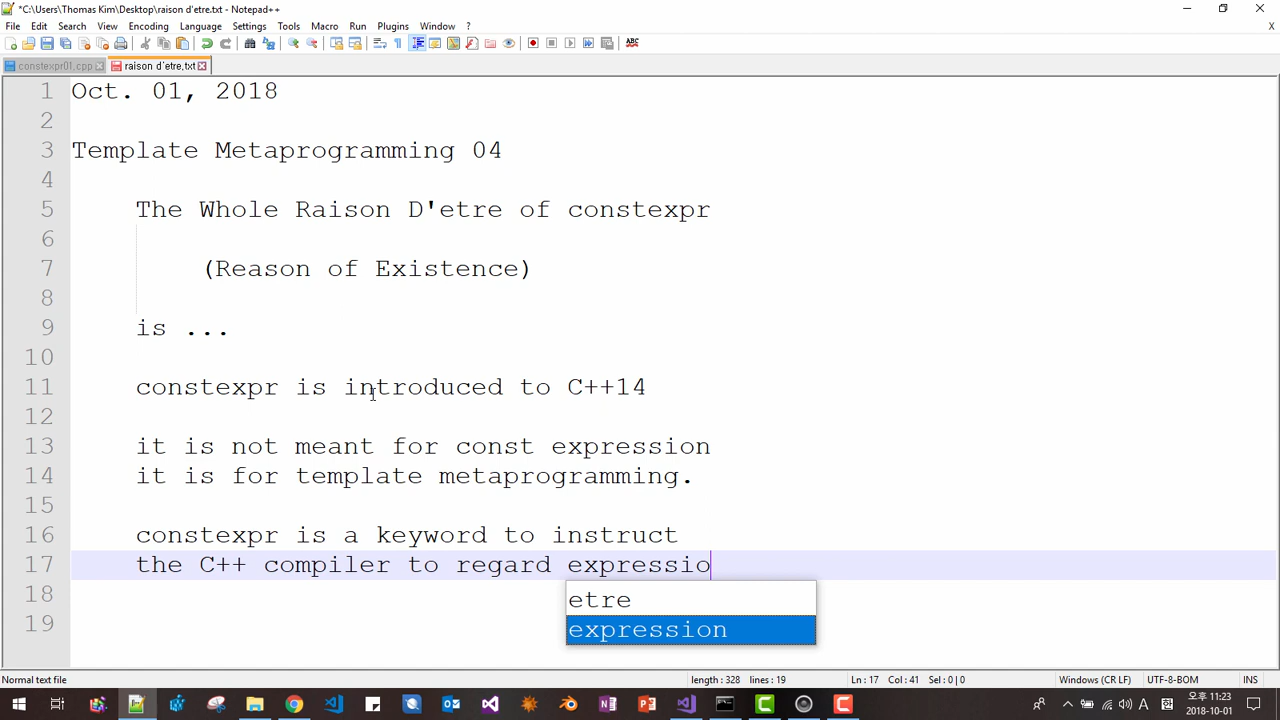 *C:\Users\Thomas Kim\Desktop\raison d'etre.txt - Notepad++
File Edit Search View Encoding Language Settings Tools Macro Run Plugins Window ?
X
ABC
constexpr01.cpp raison d'etre.txt
1 Oct. 01, 2018
2
3 Template Metaprogramming 04
4
5 The Whole Raison D'etre of constexpr
6
7 (Reason of Existence)
8
9 is ...
10
11 constexpr is introduced to C++14
12
13 it is not meant for const expression
14 it is for template metaprogramming.
15
16 constexpr is a keyword to instruct
17 the C++ compiler to regard expressio
18 etre
19 expression
Normal text file length : 328 lines : 19 Ln : 17 Col : 41 Sel : 0 | 0 Windows (CR LF) UTF-8-BOM INS
A 오후 11:23
2018-10-01